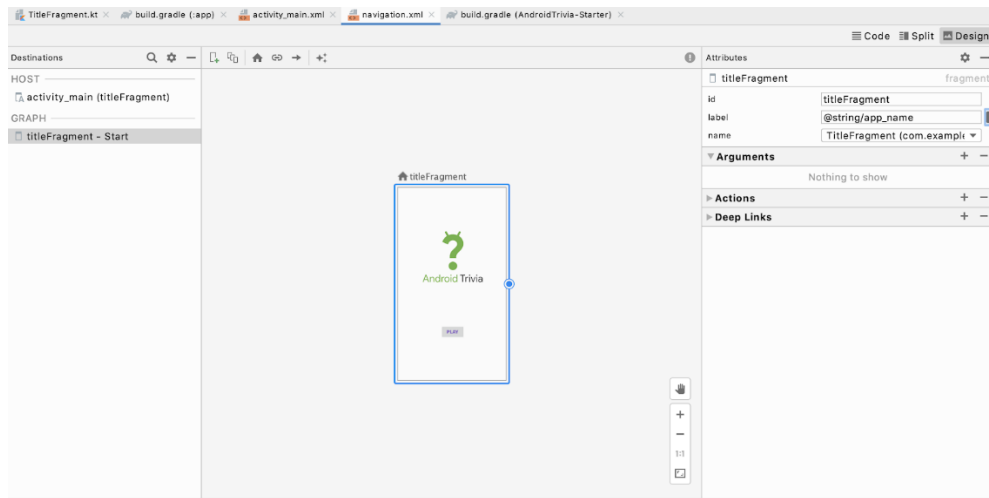 TitleFragment.kt build.gradle (:app) activity_main.xml navigation.xml build.gradle (AndroidTrivia-Starter)
Code Split Design
Destinations
Attributes
HOST
activity_main (titleFragment)
GRAPH
titleFragment - Start
titleFragment
Android Trivia
PLAY
1:1
titleFragment fragment
id titleFragment
label @string/app_name
name TitleFragment (com.example
Arguments
Nothing to show
Actions
Deep Links